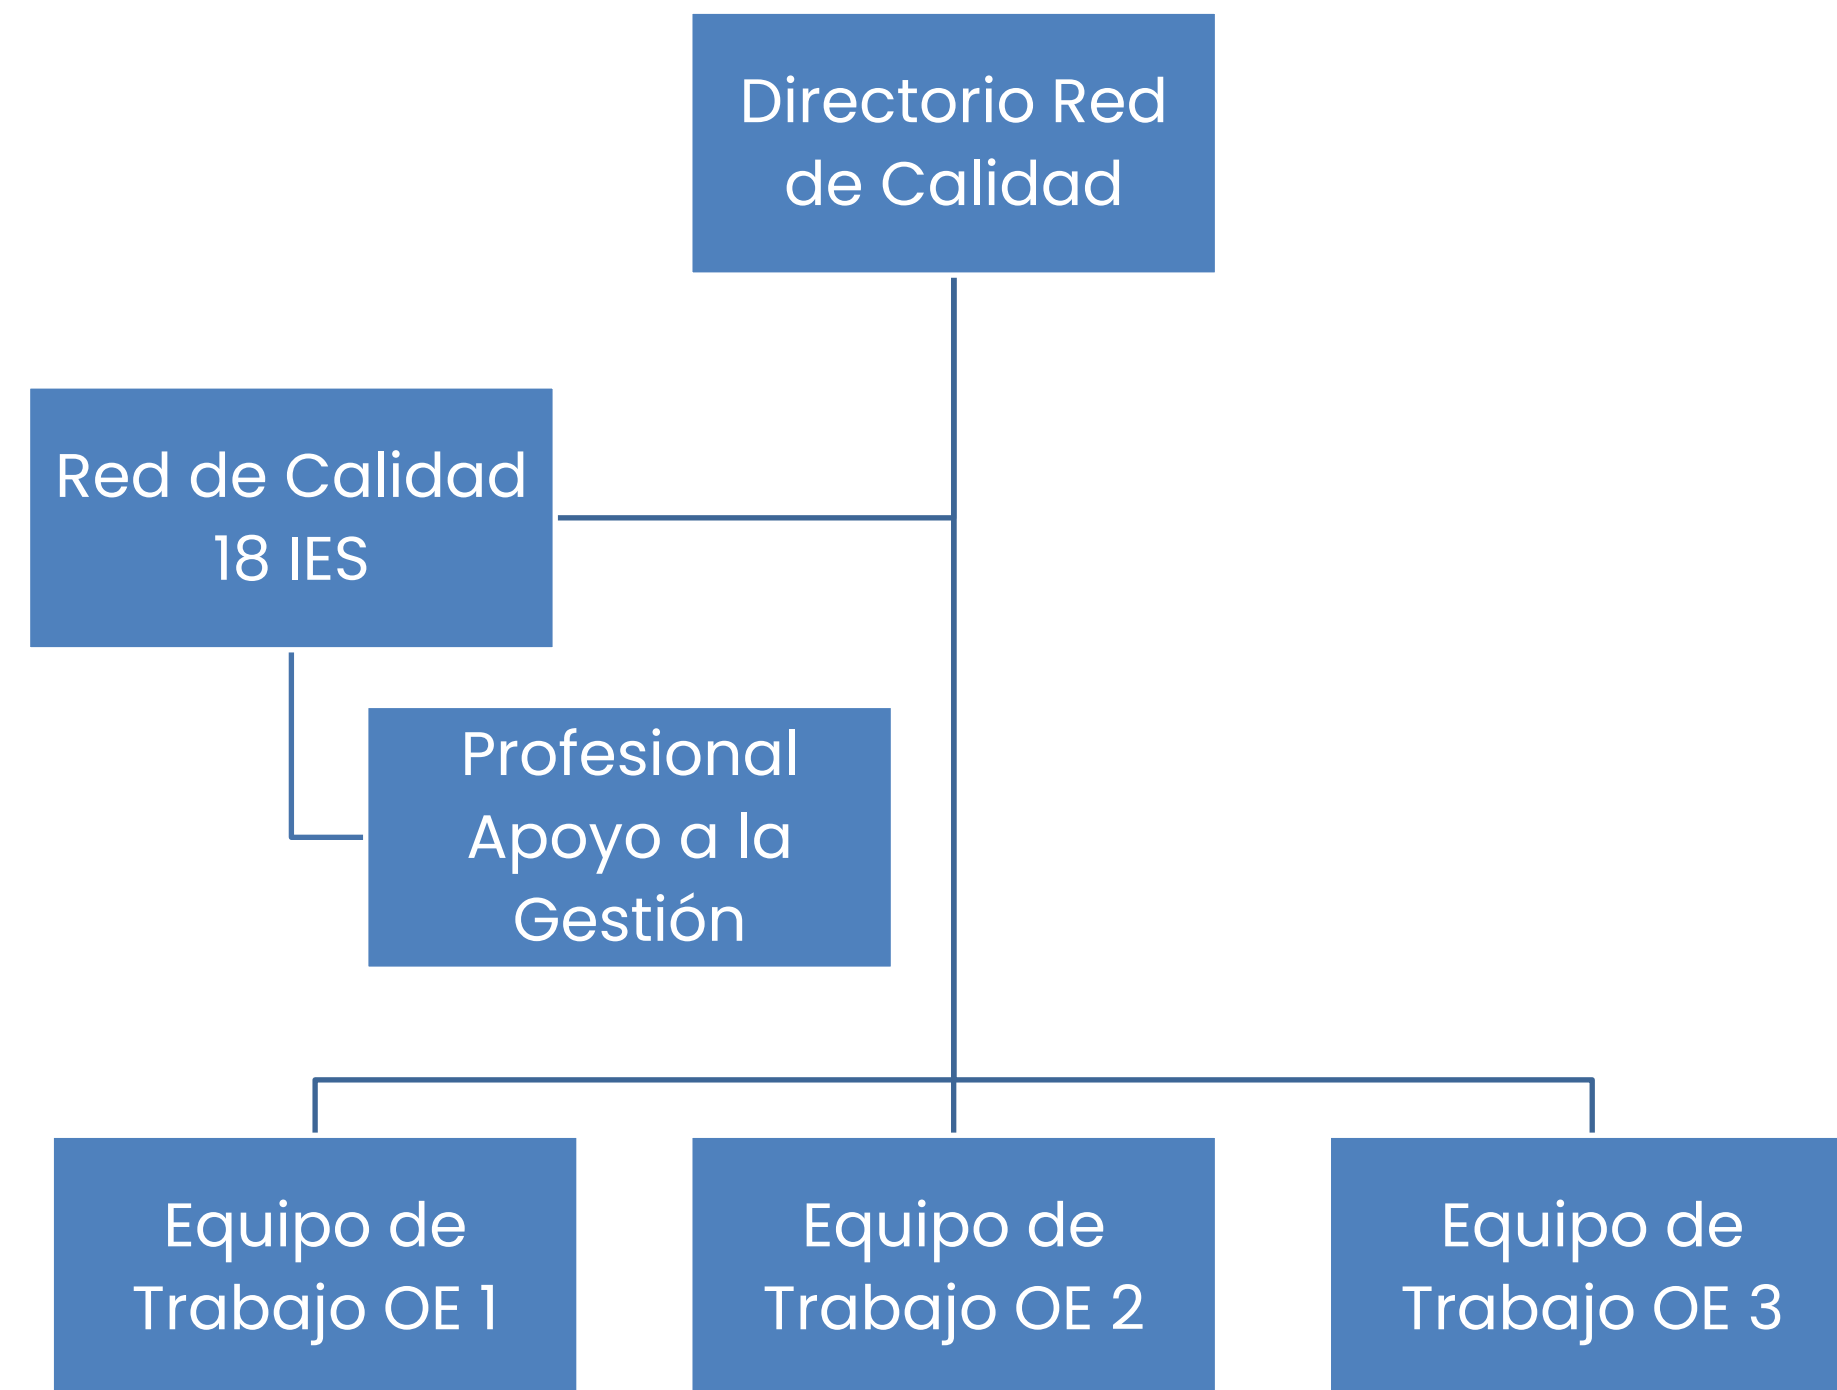 Directorio Red
de Calidad
Red de Calidad
18 IES
Profesional
Apoyo a la
Gestión
Equipo de
Trabajo OE 1
Equipo de
Trabajo OE 2
Equipo de
Trabajo OE 3